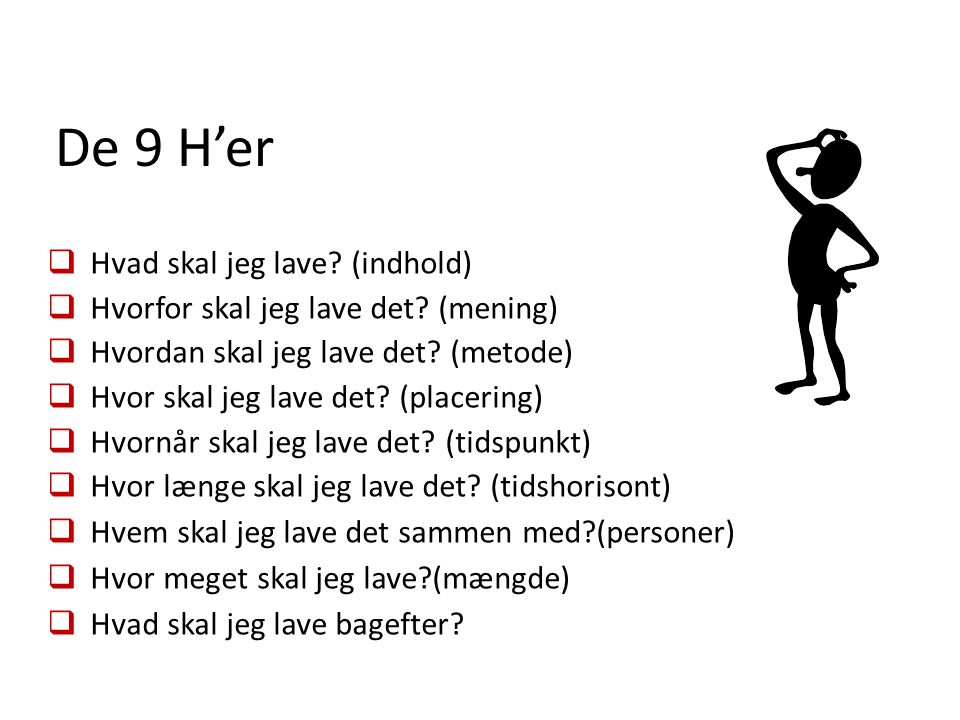 De 9 H’er
Hvad skal jeg lave? (indhold)
Hvorfor skal jeg lave det? (mening)
Hvordan skal jeg lave det? (metode)
Hvor skal jeg lave det? (placering)
Hvornår skal jeg lave det? (tidspunkt)
Hvor længe skal jeg lave det? (tidshorisont)
Hvem skal jeg lave det sammen med?(personer)
Hvor meget skal jeg lave?(mængde)
Hvad skal jeg lave bagefter?